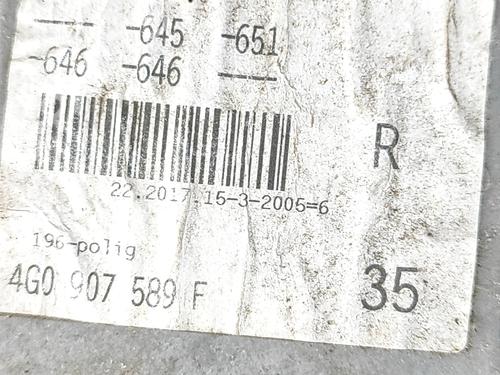 --- -645 -651
-646 -646 ---
R
22.2017.15-3-2005=6
196-polig
4G0 907 589 F
35